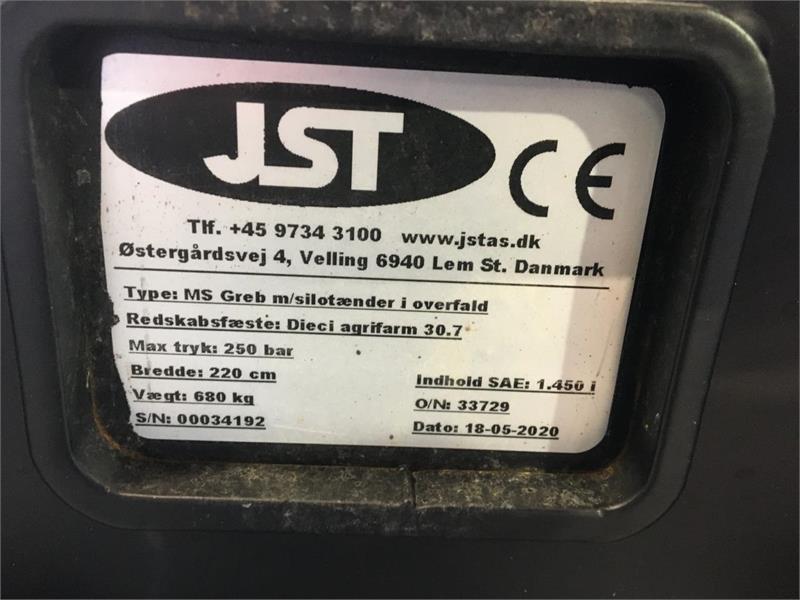 JST CE
Tlf. +45 9734 3100 www.jstas.dk
Østergårdsvej 4, Velling 6940 Lem St. Danmark
Type: MS Greb m/silotænder i overfald
Redskabsfæste: Dieci agrifarm 30.7
Max tryk: 250 bar
Bredde: 220 cm
Vægt: 680 kg
S/N: 00034192
Indhold SAE: 1.450 i
O/N: 33729
Dato: 18-05-2020